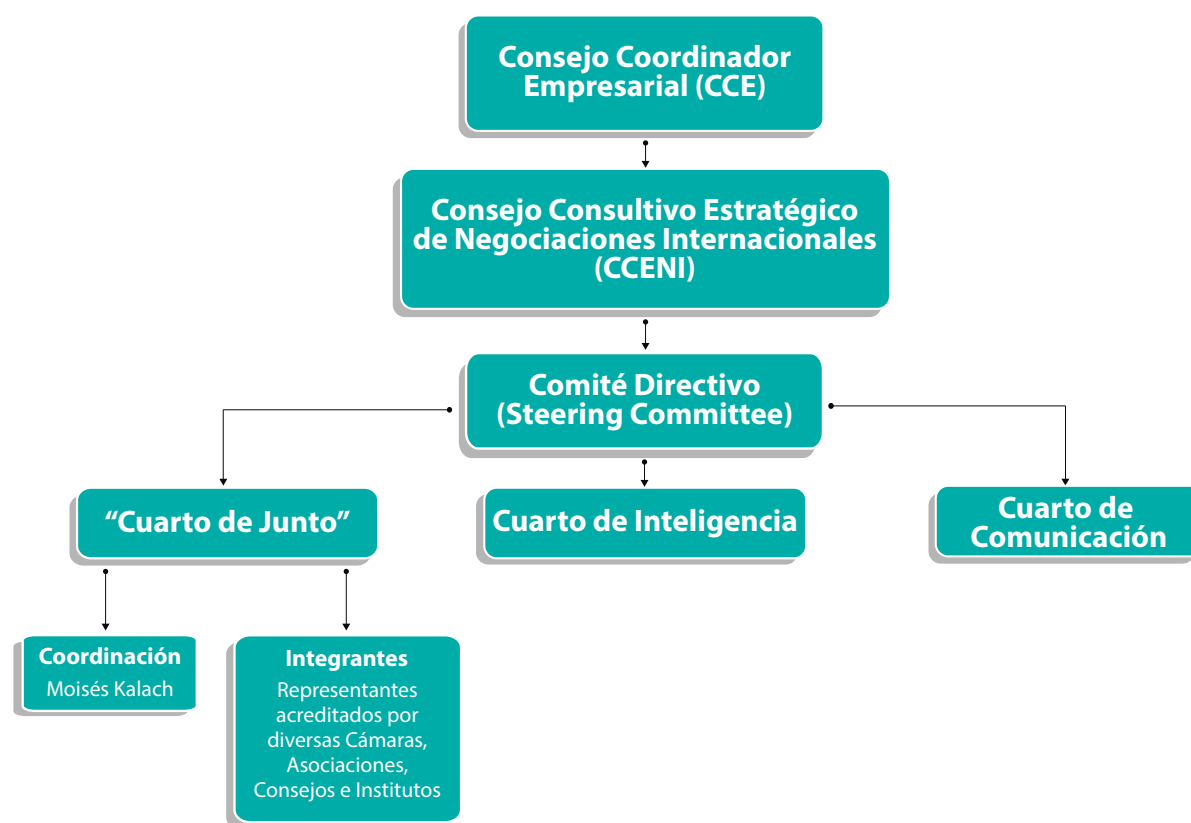 Consejo Coordinador
Empresarial (CCE)
Consejo Consultivo Estratégico
de Negociaciones Internacionales
(CCENI)
Comité Directivo
(Steering Committee)
“Cuarto de Junto”
Cuarto de Inteligencia
Cuarto de
Comunicación
Coordinación
Moisés Kalach
Integrantes
Representantes
acreditados por
diversas Cámaras,
Asociaciones,
Consejos e Institutos